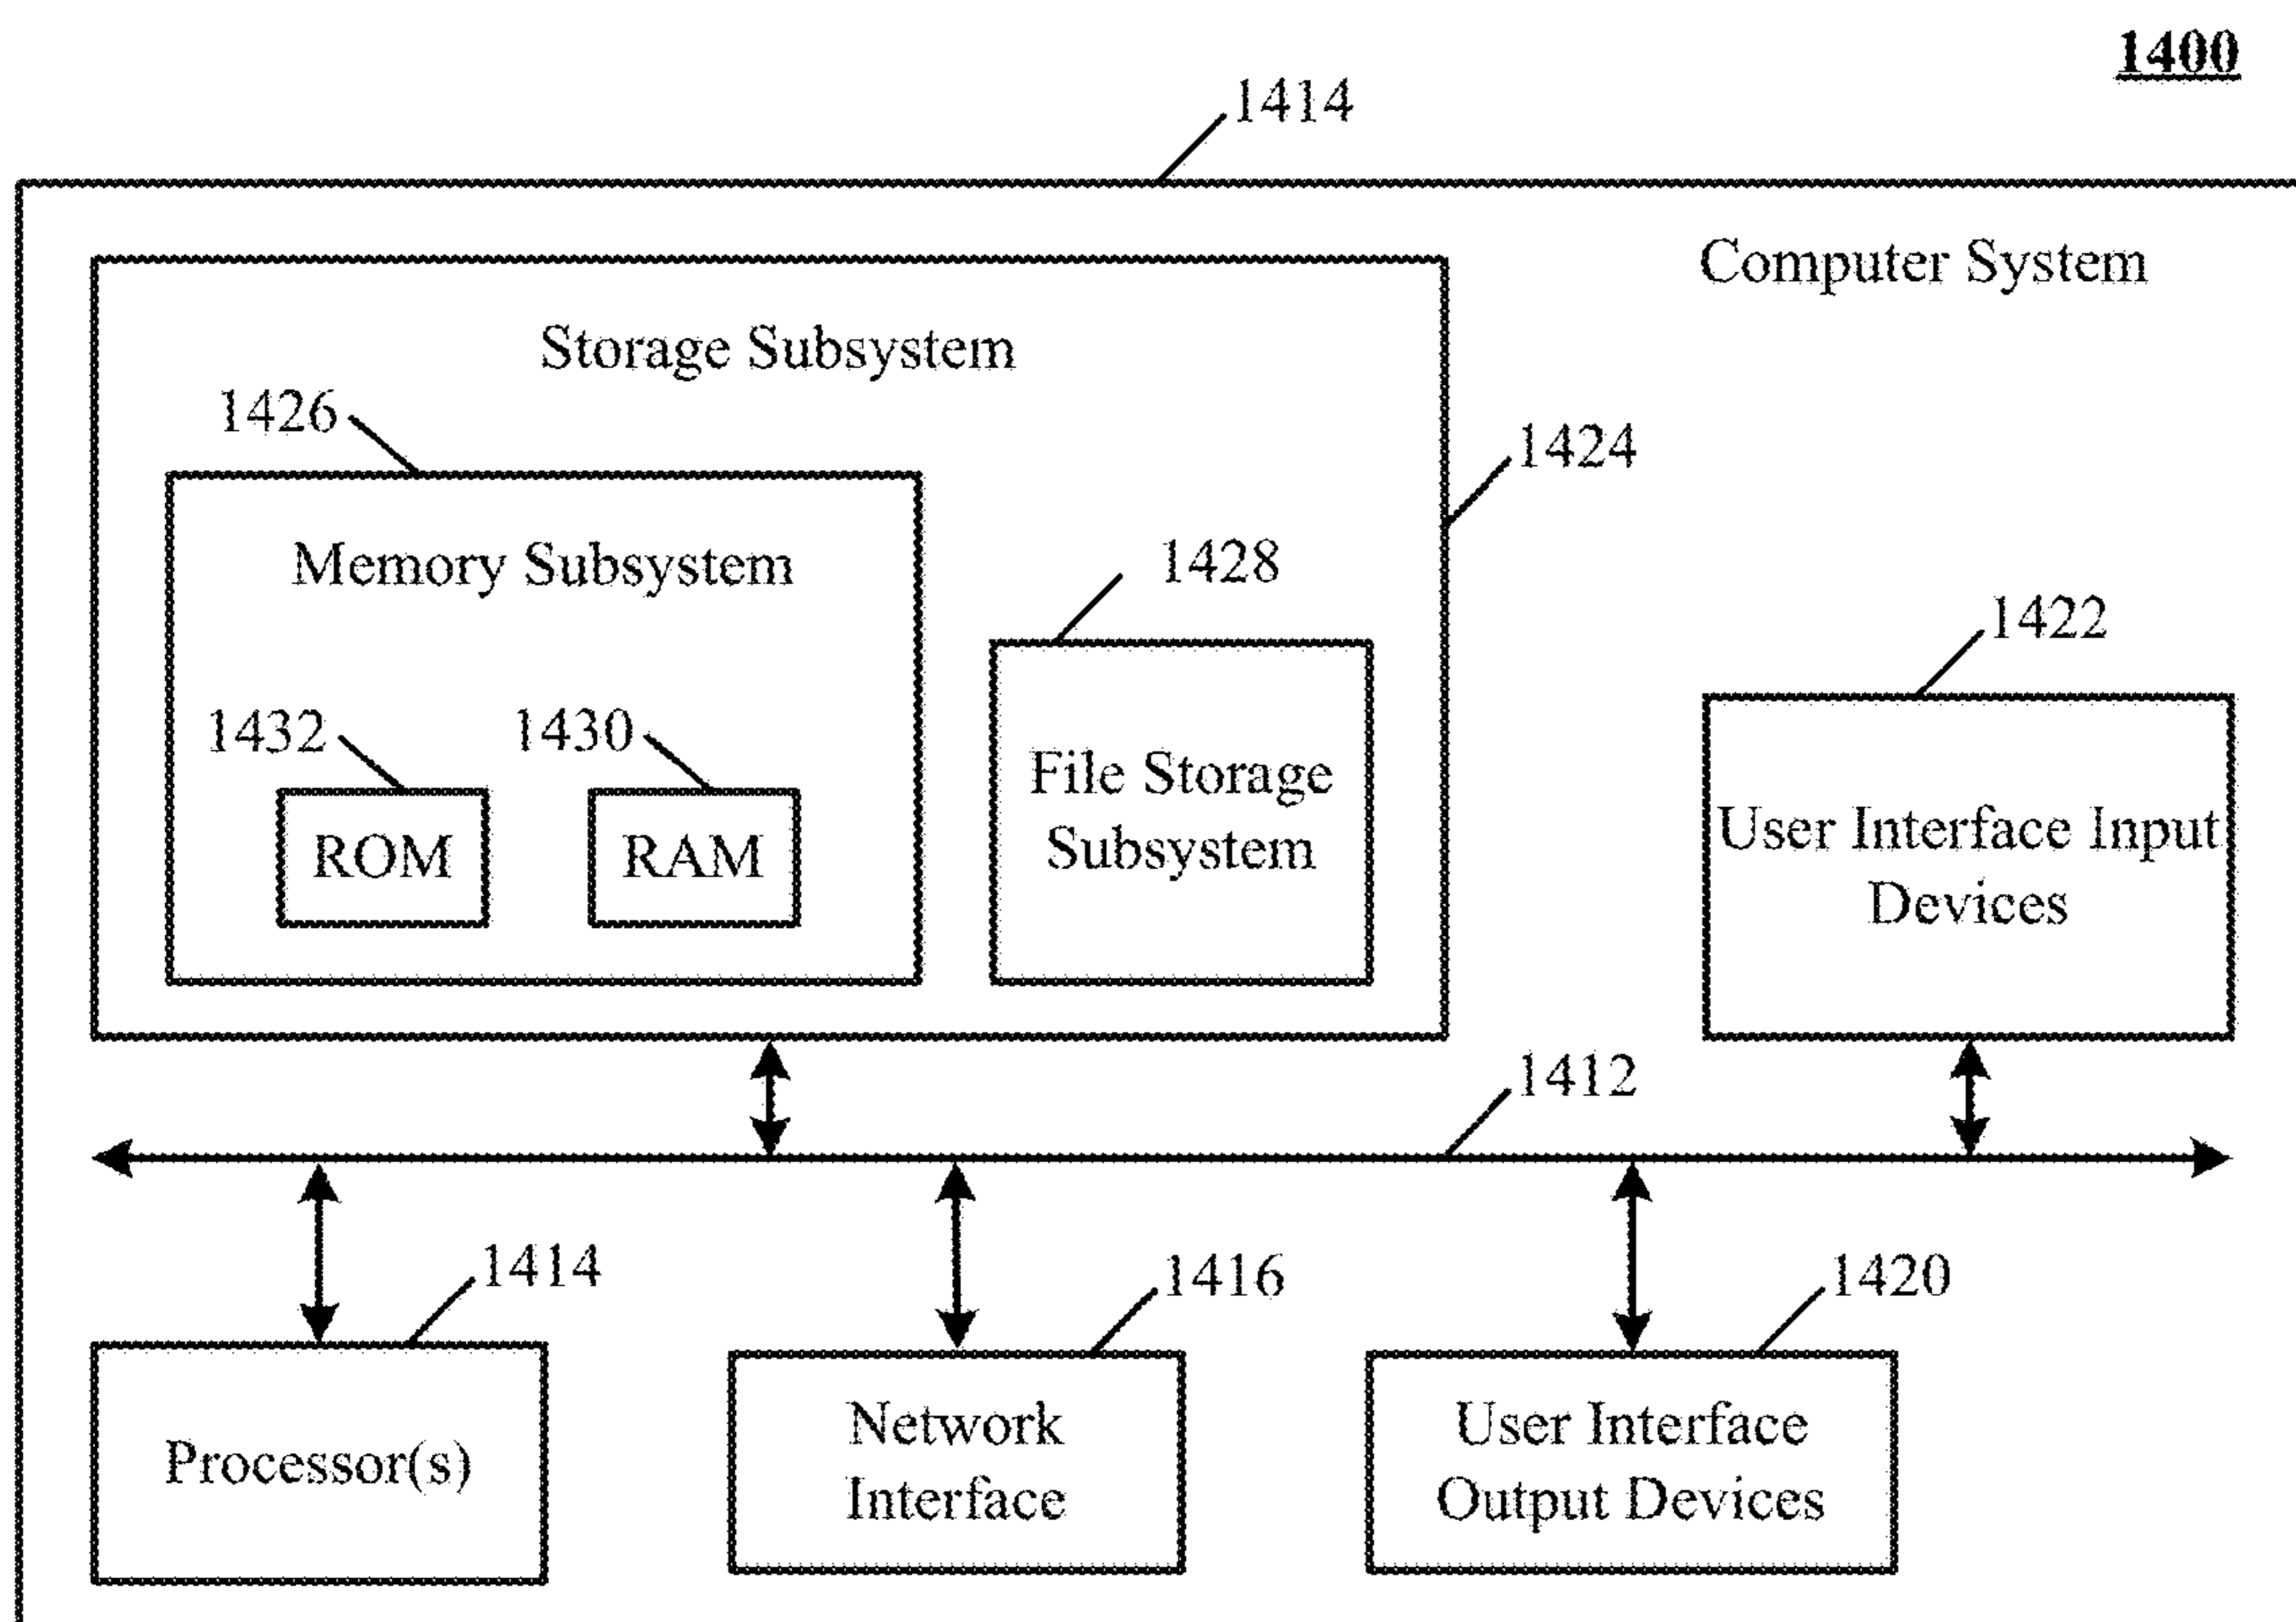 1400
1414
Computer System
Storage Subsystem
1426
1424
Memory Subsystem
1428
1422
1432
1430
File Storage
Subsystem
User Interface Input
Devices
ROM
RAM
1412
1414
1416
1420
Processor(s)
Network
Interface
User Interface
Output Devices